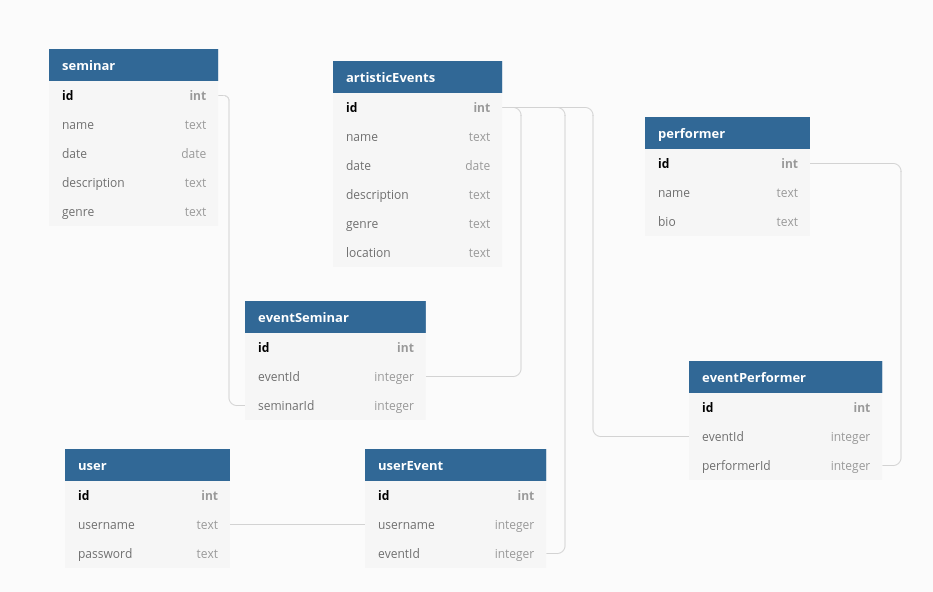 seminar
id int
name text
date date
description text
genre text
artisticEvents
id int
name text
date date
description text
genre text
location text
performer
id int
name text
bio text
eventSeminar
id int
eventId integer
seminarId integer
eventPerformer
id int
eventId integer
performerId integer
user
id int
username text
password text
userEvent
id int
username integer
eventId integer